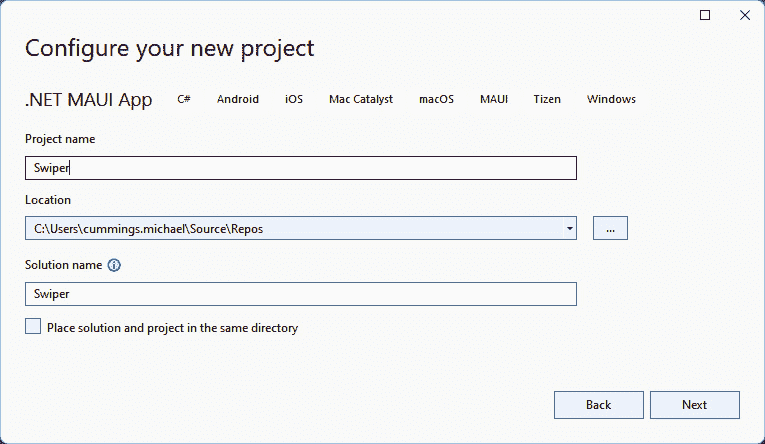 Configure your new project
.NET MAUI App C# Android iOS Mac Catalyst macOS MAUI Tizen Windows
Project name
Swiper
Location
C:\Users\cummings.michael\Source\Repos ...
Solution name
Swiper
Place solution and project in the same directory
Back Next